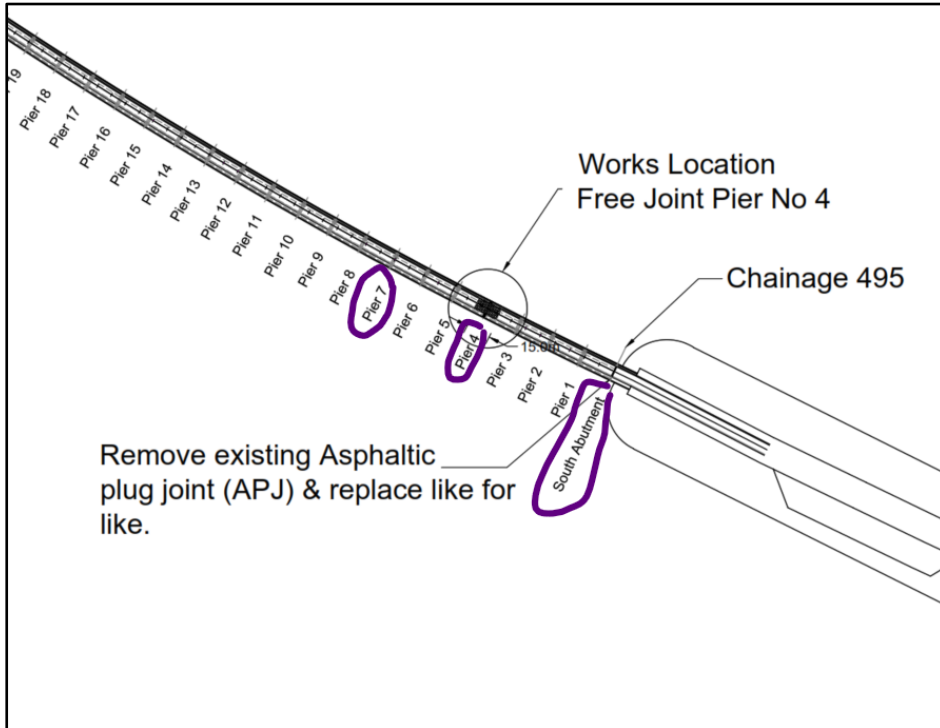 19
Pier 18
Pier 17
Pier 16
Pier 15
Pier 14
Pier 13
Pier 12
Pier 11
Pier 10
Pier 9
Pier 8
Pier 7
Pier 6
Pier 5
Pier 4
Pier 3
Pier 2
Pier 1
South Abutment
15.0m
Works Location
Free Joint Pier No 4
Chainage 495
Remove existing Asphaltic
plug joint (APJ) & replace like for
like.